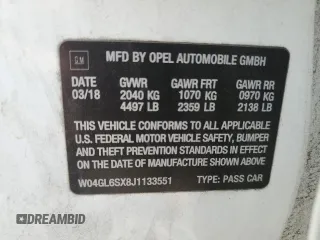 GM
MFD BY OPEL AUTOMOBILE GMBH
DATE GVWR GAWR FRT GAWR RR
03/18 2040 KG 1070 KG 0970 KG
4497 LB 2359 LB 2138 LB
THIS VEHICLE CONFORMS TO ALL APPLICABLE
U.S. FEDERAL MOTOR VEHICLE SAFETY, BUMPER
AND THEFT PREVENTION STANDARDS IN EFFECT
ON THE DATE OF MANUFACTURE SHOWN ABOVE.
W04GL6SX8J1133551 TYPE: PASS CAR
DREAMBID